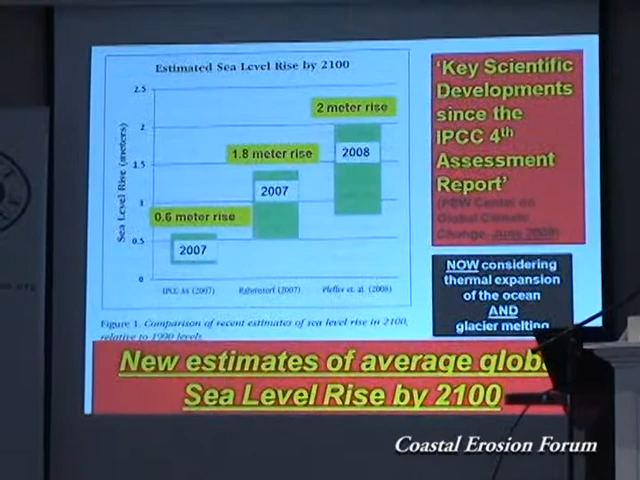 Estimated Sea Level Rise by 2100
2.5
2
1.5
1
0.5
0
Sea Level Rise (meters)
0.6 meter rise
1.8 meter rise
2 meter rise
2007
2007
2008
IPCC A4 (2007)
Rahmstorf (2007)
Pfeffer et. al. (2008)
Figure 1. Comparison of recent estimates of sea level rise in 2100,
relative to 1990 levels.
'Key Scientific
Developments
since the
IPCC 4th
Assessment
Report'
(PEW Center on
Global Climate
Change, June 2009)
NOW considering
thermal expansion
of the ocean
AND
glacier melting
New estimates of average globa
Sea Level Rise by 2100
Coastal Erosion Forum